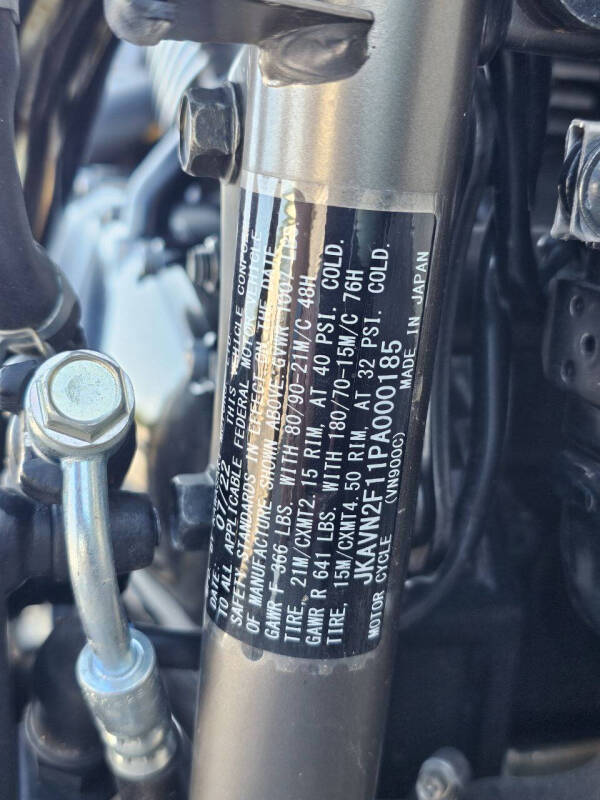 DATE:
07/22 THIS VEHICLE CONFORMS
TO ALL APPLICABLE FEDERAL MOTOR VEHICLE
SAFETY STANDARDS IN EFFECT ON THE DATE
OF MANUFACTURE SHOWN ABOVE. GVWR 1007 LBS.
GAWR F 366 LBS. WITH 80/90-21M/C 48H
TIRE, 21M/CXMT2. 15 RIM, AT 40 PSI. COLD.
GAWR R 641 LBS. WITH 180/70-15M/C 76H
TIRE, 15M/CXMT4. 50 RIM, AT 32 PSI. COLD.
JKAVN2F11PA000185
MOTOR CYCLE (VN900C) MADE IN JAPAN